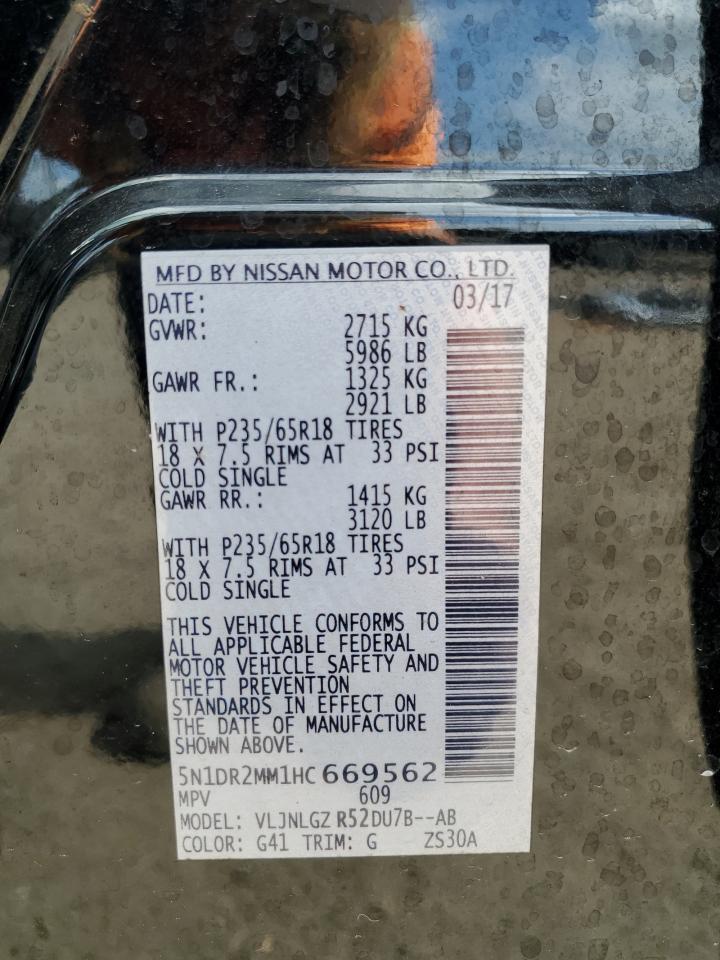 MFD BY NISSAN MOTOR CO., LTD.
DATE: 03/17
GVWR: 2715 KG
5986 LB
GAWR FR.: 1325 KG
2921 LB
WITH P235/65R18 TIRES
18 X 7.5 RIMS AT 33 PSI
COLD SINGLE
GAWR RR.: 1415 KG
3120 LB
WITH P235/65R18 TIRES
18 X 7.5 RIMS AT 33 PSI
COLD SINGLE
THIS VEHICLE CONFORMS TO
ALL APPLICABLE FEDERAL
MOTOR VEHICLE SAFETY AND
THEFT PREVENTION
STANDARDS IN EFFECT ON
THE DATE OF MANUFACTURE
SHOWN ABOVE.
5N1DR2MM1HC669562
MPV 609
MODEL: VLJNLGZ R52DU7B--AB
COLOR: G41 TRIM: G ZS30A